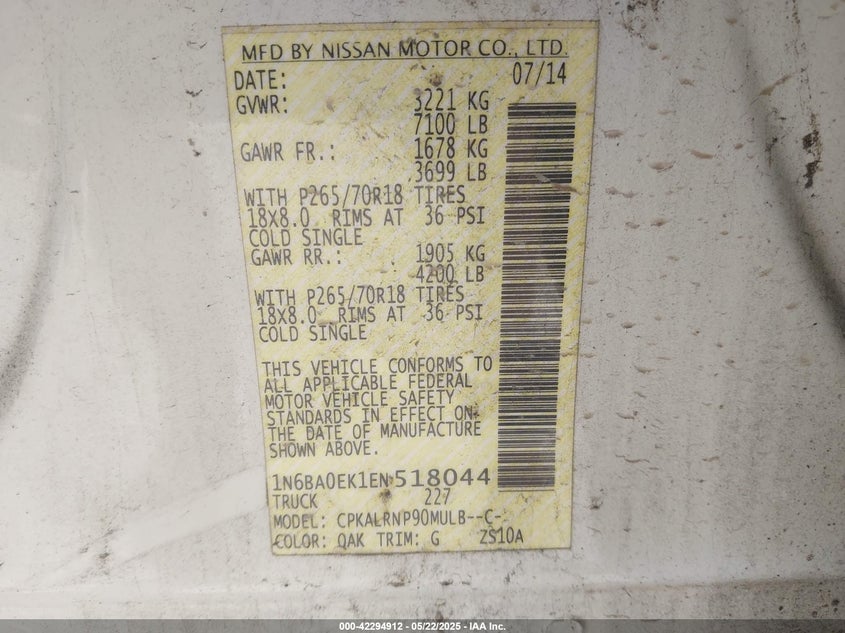 MFD BY NISSAN MOTOR CO., LTD.
DATE: 07/14
GVWR: 3221 KG
7100 LB
GAWR FR.: 1678 KG
3699 LB
WITH P265/70R18 TIRES
18X8.0 RIMS AT 36 PSI
COLD SINGLE
GAWR RR.: 1905 KG
4200 LB
WITH P265/70R18 TIRES
18X8.0 RIMS AT 36 PSI
COLD SINGLE
THIS VEHICLE CONFORMS TO
ALL APPLICABLE FEDERAL
MOTOR VEHICLE SAFETY
STANDARDS IN EFFECT ON
THE DATE OF MANUFACTURE
SHOWN ABOVE.
1N6BA0EK1EN518044
TRUCK 227
MODEL: CPKALRNP90MULB--C-
COLOR: QAK TRIM: G ZS10A
000-42294912 - 05/22/2025 - IAA Inc.